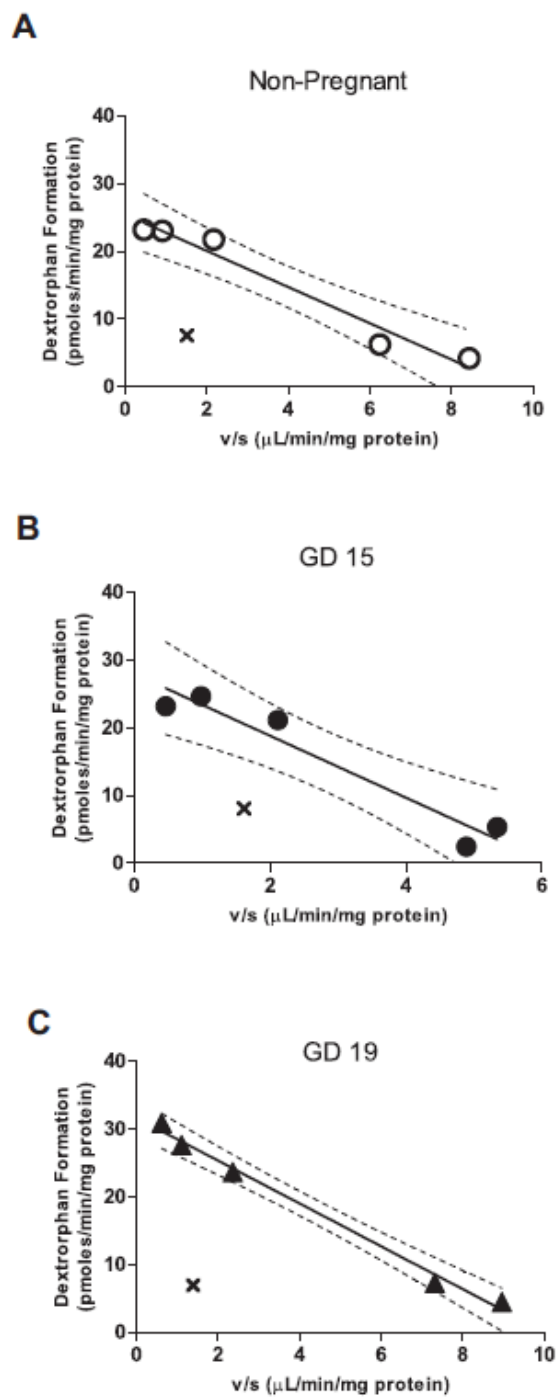 A
Non-Pregnant
Dextrorphan Formation
(pmoles/min/mg protein)
40
30
20
10
0
0 2 4 6 8 10
v/s (μL/min/mg protein)
B
GD 15
Dextrorphan Formation
(pmoles/min/mg protein)
40
30
20
10
0
0 2 4 6
v/s (μL/min/mg protein)
C
GD 19
Dextrorphan Formation
(pmoles/min/mg protein)
40
30
20
10
0
0 2 4 6 8 10
v/s (μL/min/mg protein)